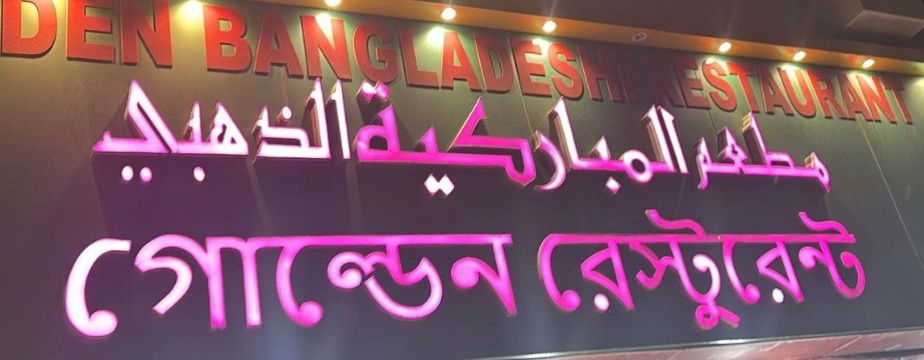 DEN BANGLADESHI RESTAURANT
مطعم المباركية الذهبي
গোল্ডেন রেস্টুরেন্ট